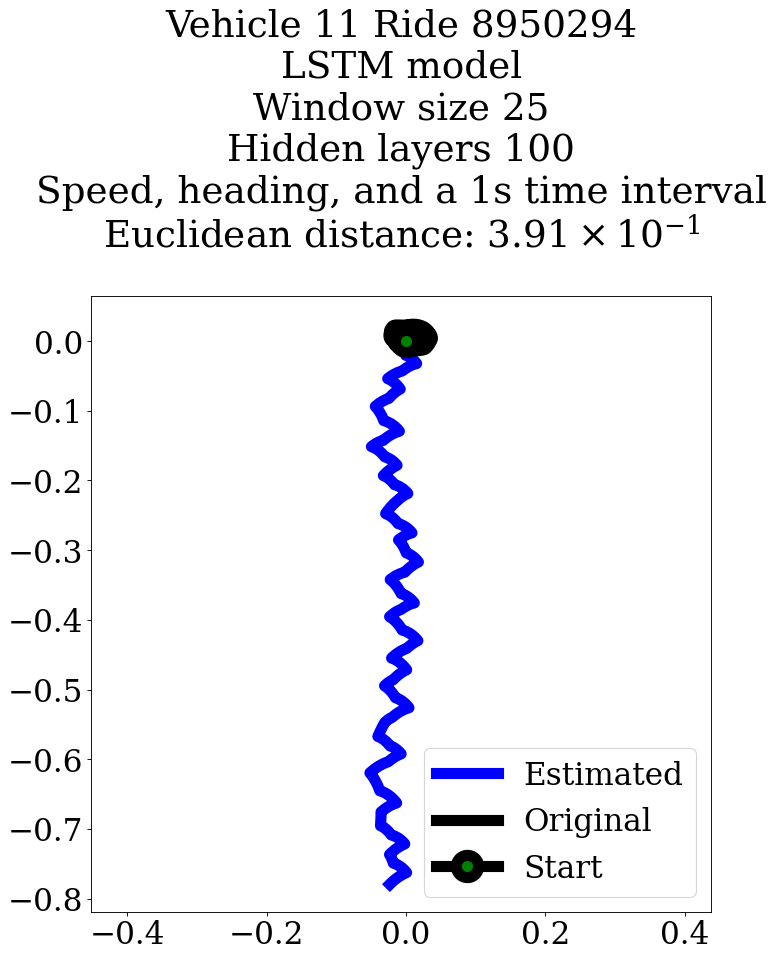 Vehicle 11 Ride 8950294
LSTM model
Window size 25
Hidden layers 100
Speed, heading, and a 1s time interval
Euclidean distance: 3.91 × 10⁻¹
0.0
−0.1
−0.2
−0.3
−0.4
−0.5
−0.6
−0.7
−0.8
Estimated
Original
Start
−0.4 −0.2 0.0 0.2 0.4